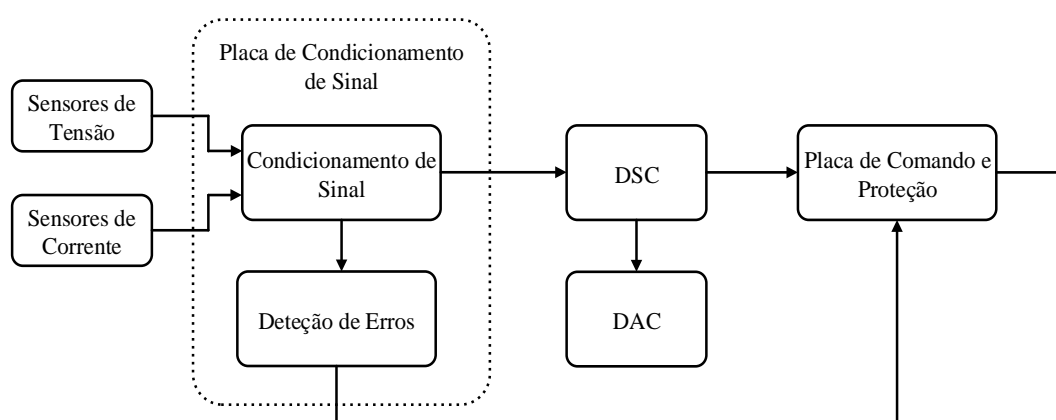 Placa de Condicionamento
de Sinal
Sensores de
Tensão
Condicionamento de
Sinal
DSC
Placa de Comando e
Proteção
Sensores de
Corrente
Deteção de Erros
DAC